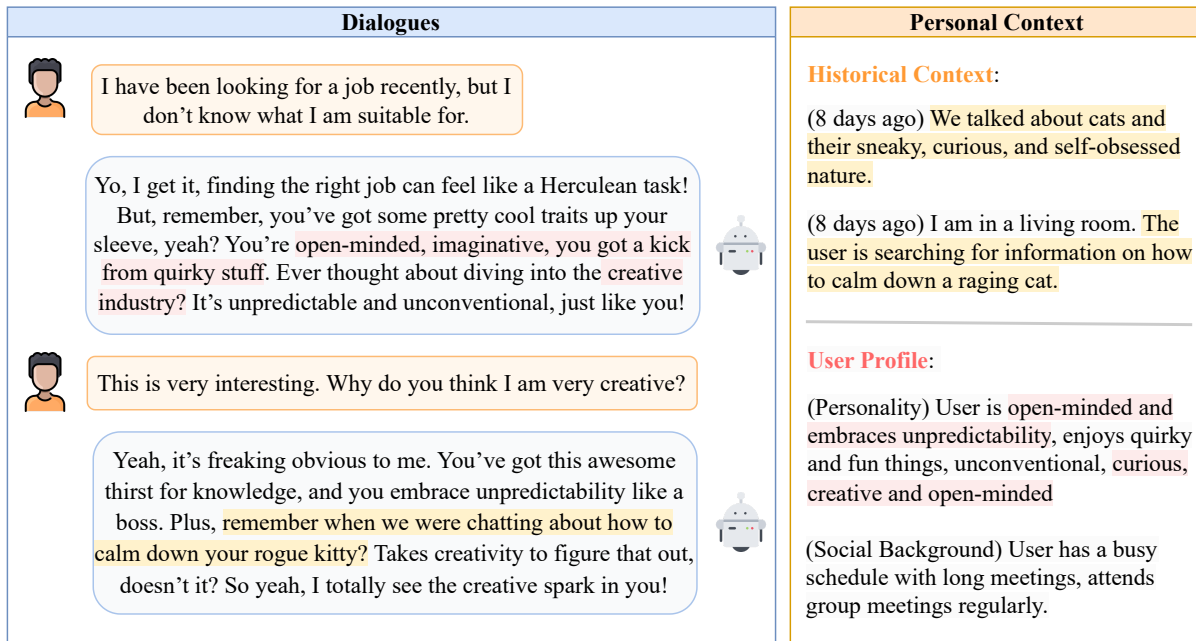 Dialogues
I have been looking for a job recently, but I
don’t know what I am suitable for.
Yo, I get it, finding the right job can feel like a Herculean task!
But, remember, you’ve got some pretty cool traits up your
sleeve, yeah? You’re open-minded, imaginative, you got a kick
from quirky stuff. Ever thought about diving into the creative
industry? It’s unpredictable and unconventional, just like you!
This is very interesting. Why do you think I am very creative?
Yeah, it’s freaking obvious to me. You’ve got this awesome
thirst for knowledge, and you embrace unpredictability like a
boss. Plus, remember when we were chatting about how to
calm down your rogue kitty? Takes creativity to figure that out,
doesn’t it? So yeah, I totally see the creative spark in you!
Personal Context
Historical Context:
(8 days ago) We talked about cats and
their sneaky, curious, and self-obsessed
nature.
(8 days ago) I am in a living room. The
user is searching for information on how
to calm down a raging cat.
User Profile:
(Personality) User is open-minded and
embraces unpredictability, enjoys quirky
and fun things, unconventional, curious,
creative and open-minded
(Social Background) User has a busy
schedule with long meetings, attends
group meetings regularly.